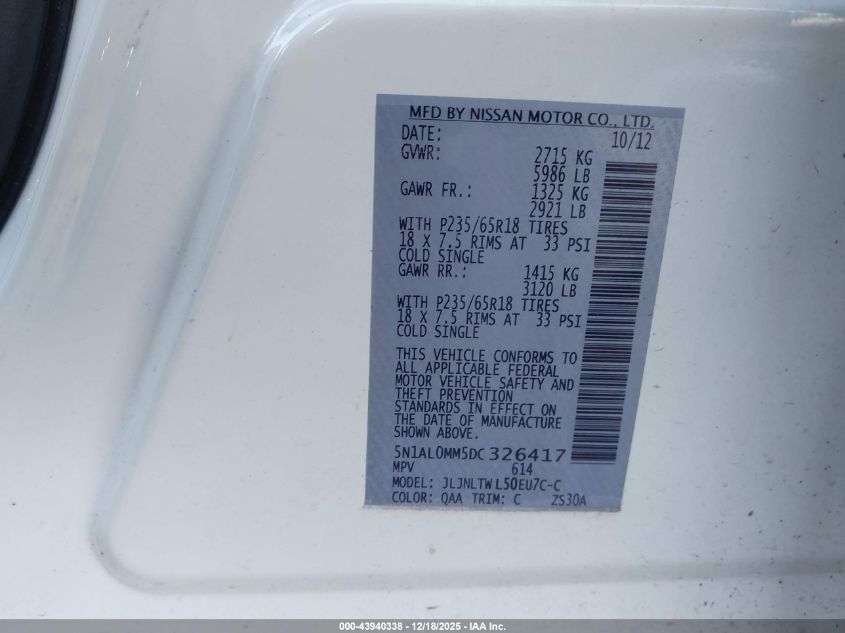 MFD BY NISSAN MOTOR CO., LTD.
DATE: 10/12
GVWR: 2715 KG
5986 LB
GAWR FR.: 1325 KG
2921 LB
WITH P235/65R18 TIRES
18 X 7.5 RIMS AT 33 PSI
COLD SINGLE
GAWR RR.: 1415 KG
3120 LB
WITH P235/65R18 TIRES
18 X 7.5 RIMS AT 33 PSI
COLD SINGLE
THIS VEHICLE CONFORMS TO
ALL APPLICABLE FEDERAL
MOTOR VEHICLE SAFETY AND
THEFT PREVENTION
STANDARDS IN EFFECT ON
THE DATE OF MANUFACTURE
SHOWN ABOVE.
5N1AL0MM5DC326417
MPV 614
MODEL: JLJNLTWL50EU7C-C
COLOR: QAA TRIM: C ZS30A
000-43940338 - 12/18/2025 - IAA Inc.